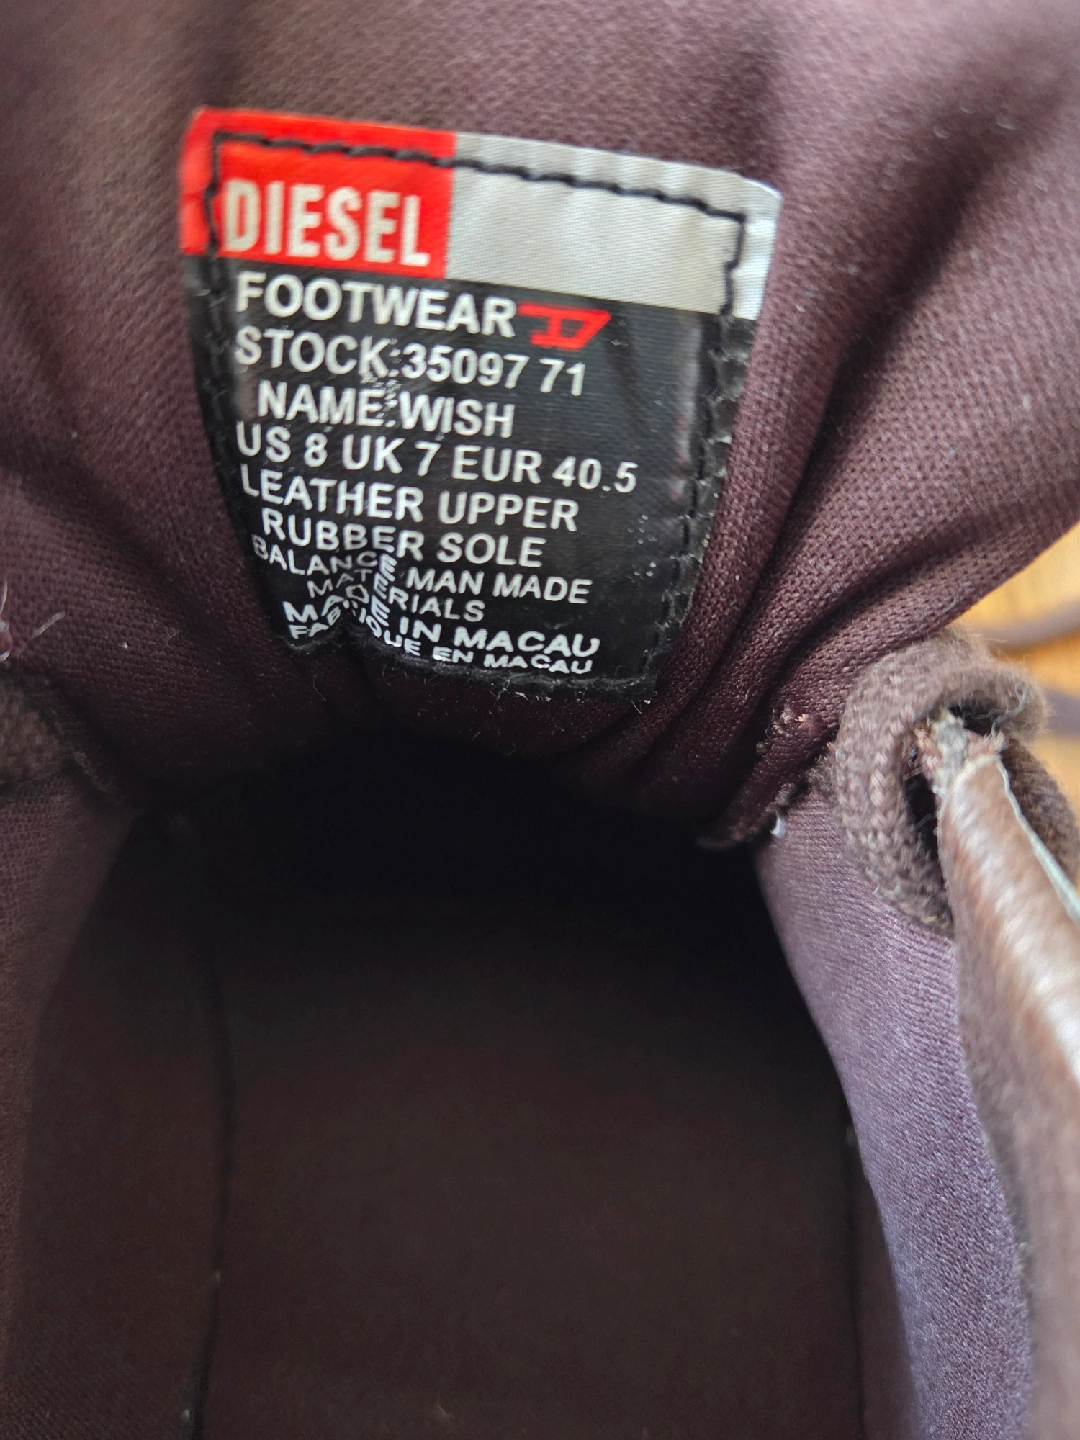 DIESEL
FOOTWEAR
STOCK:35097 71
NAME:WISH
US 8 UK 7 EUR 40.5
LEATHER UPPER
RUBBER SOLE
BALANCE MAN MADE
MATERIALS
MADE IN MACAU
FABRIQUE EN MACAU